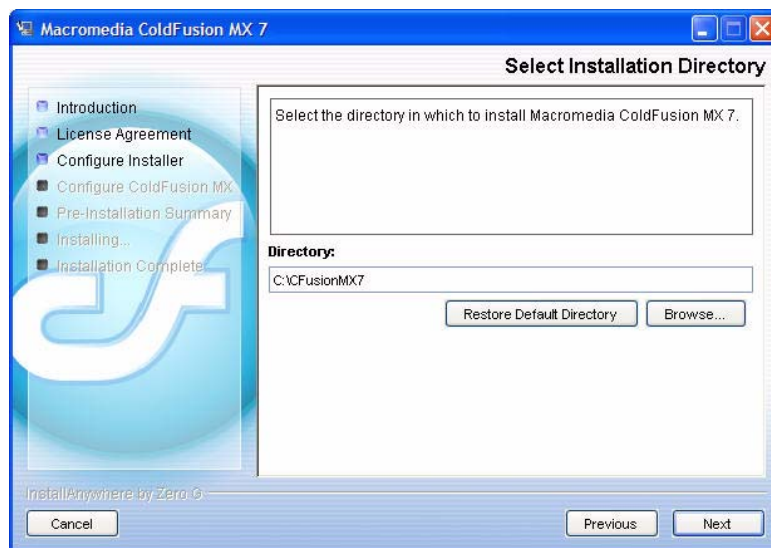 Macromedia ColdFusion MX 7
Select Installation Directory
Introduction
License Agreement
Configure Installer
Configure ColdFusion MX
Pre-Installation Summary
Installing...
Installation Complete
Select the directory in which to install Macromedia ColdFusion MX 7.
Directory:
C:\CFusionMX7
Restore Default Directory
Browse...
InstallAnywhere by Zero G
Cancel
Previous
Next